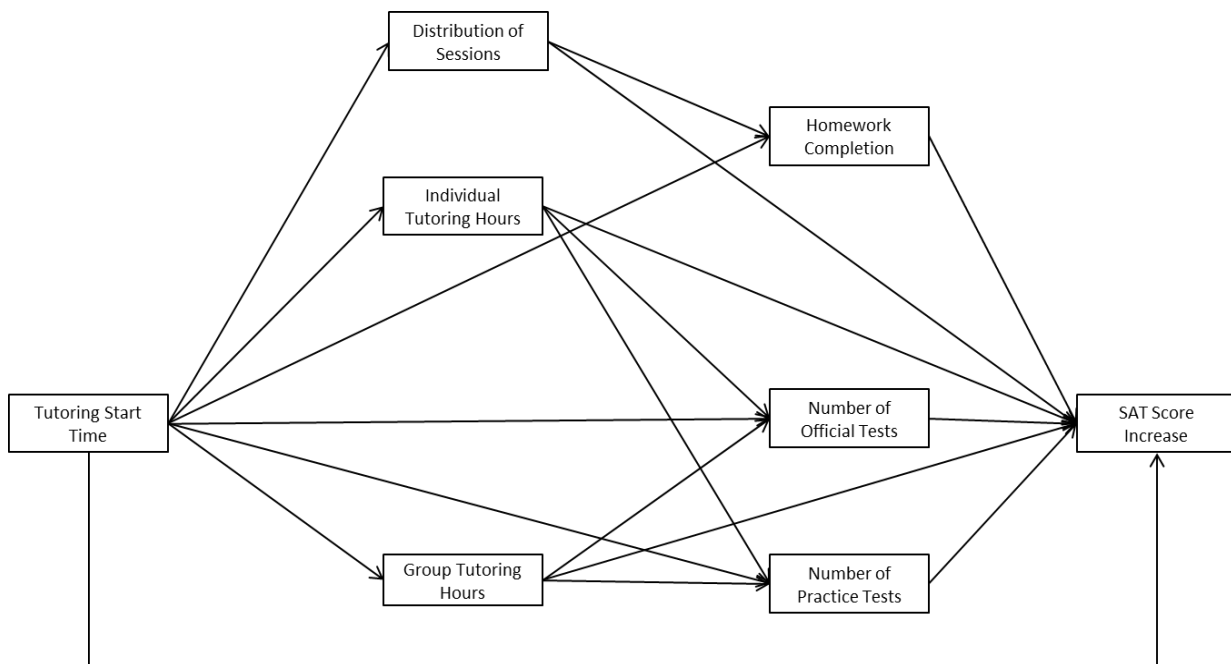 Distribution of
Sessions
Homework
Completion
Individual
Tutoring Hours
Tutoring Start
Time
Number of
Official Tests
SAT Score
Increase
Group Tutoring
Hours
Number of
Practice Tests